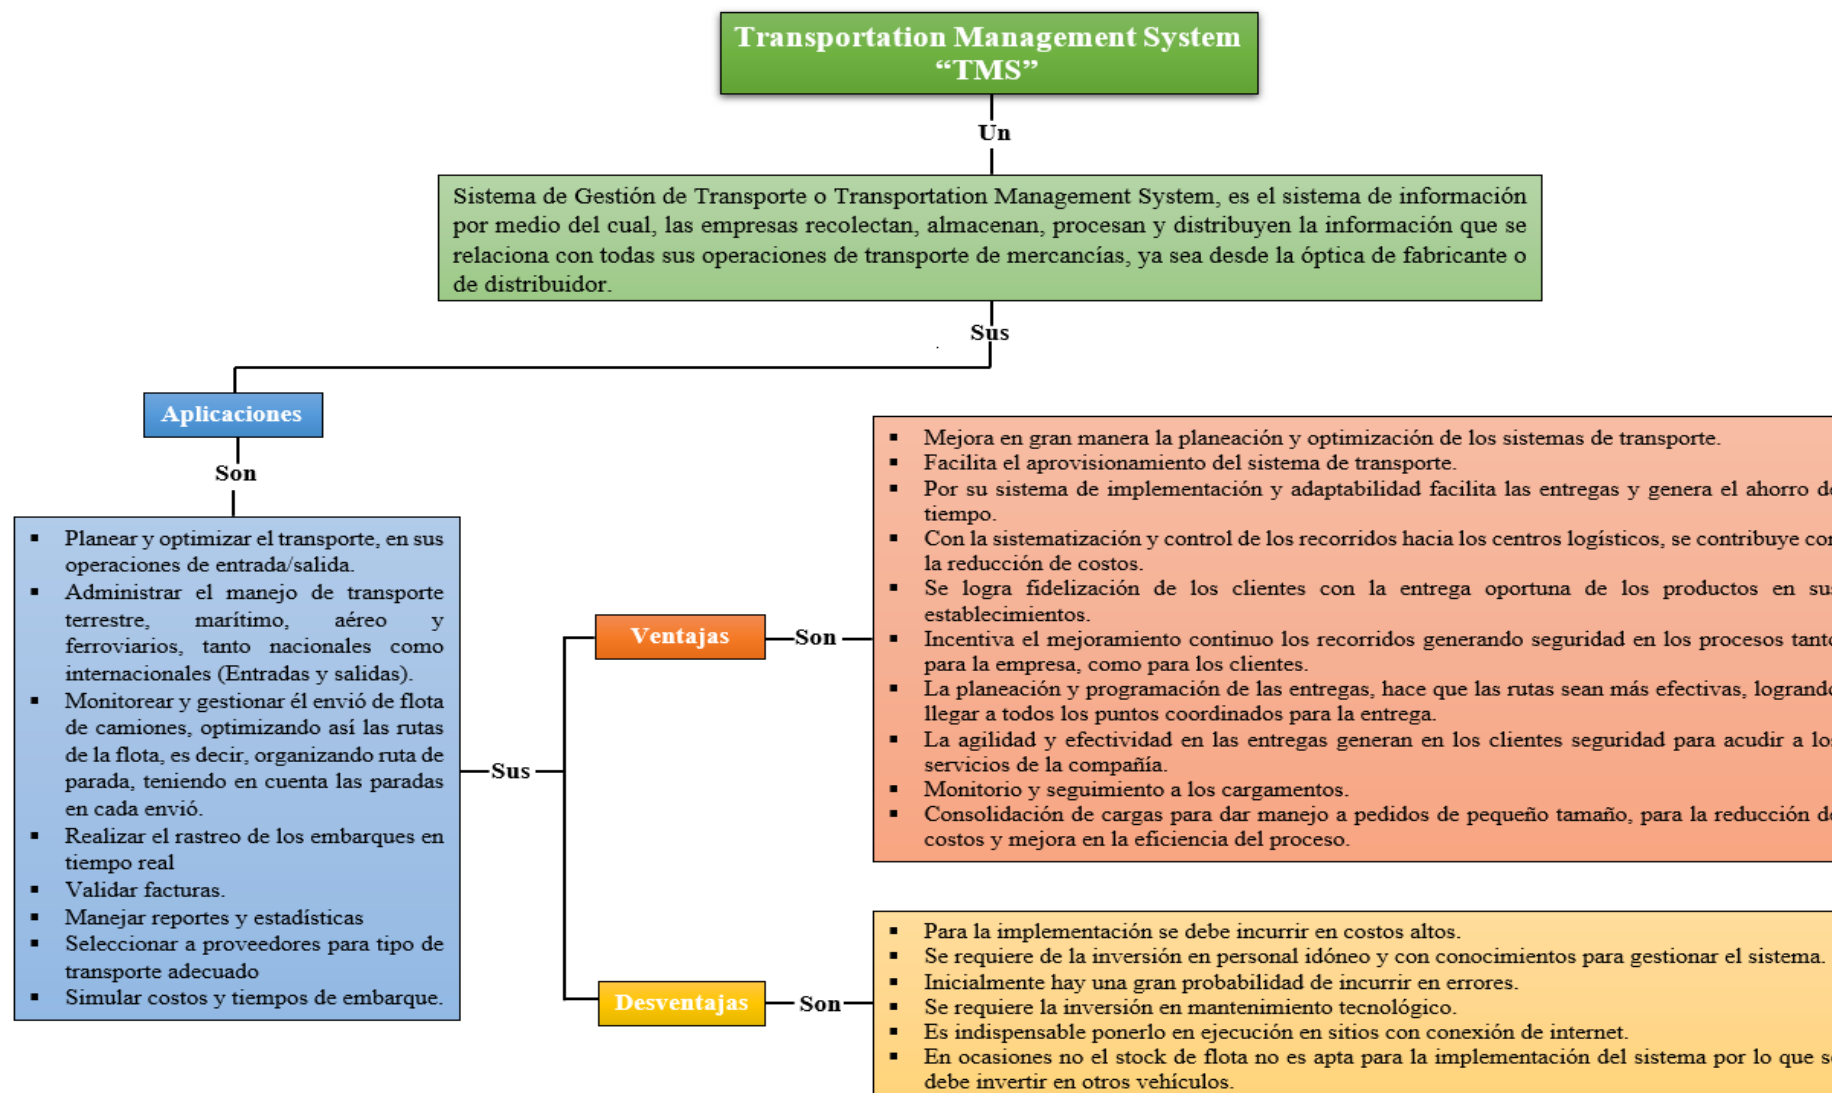 Transportation Management System
“TMS”
Un
Sistema de Gestión de Transporte o Transportation Management System, es el sistema de información
por medio del cual, las empresas recolectan, almacenan, procesan y distribuyen la información que se
relaciona con todas sus operaciones de transporte de mercancías, ya sea desde la óptica de fabricante o
de distribuidor.
Sus
Aplicaciones
Son
▪ Planear y optimizar el transporte, en sus
operaciones de entrada/salida.
▪ Administrar el manejo de transporte
terrestre, marítimo, aéreo y
ferroviarios, tanto nacionales como
internacionales (Entradas y salidas).
▪ Monitorear y gestionar él envió de flota
de camiones, optimizando así las rutas
de la flota, es decir, organizando ruta de
parada, teniendo en cuenta las paradas
en cada envió.
▪ Realizar el rastreo de los embarques en
tiempo real
▪ Validar facturas.
▪ Manejar reportes y estadísticas
▪ Seleccionar a proveedores para tipo de
transporte adecuado
▪ Simular costos y tiempos de embarque.
Sus
Ventajas
Son
▪ Mejora en gran manera la planeación y optimización de los sistemas de transporte.
▪ Facilita el aprovisionamiento del sistema de transporte.
▪ Por su sistema de implementación y adaptabilidad facilita las entregas y genera el ahorro de
tiempo.
▪ Con la sistematización y control de los recorridos hacia los centros logísticos, se contribuye con
la reducción de costos.
▪ Se logra fidelización de los clientes con la entrega oportuna de los productos en sus
establecimientos.
▪ Incentiva el mejoramiento continuo los recorridos generando seguridad en los procesos tanto
para la empresa, como para los clientes.
▪ La planeación y programación de las entregas, hace que las rutas sean más efectivas, logrando
llegar a todos los puntos coordinados para la entrega.
▪ La agilidad y efectividad en las entregas generan en los clientes seguridad para acudir a los
servicios de la compañía.
▪ Monitorio y seguimiento a los cargamentos.
▪ Consolidación de cargas para dar manejo a pedidos de pequeño tamaño, para la reducción de
costos y mejora en la eficiencia del proceso.
Desventajas
Son
▪ Para la implementación se debe incurrir en costos altos.
▪ Se requiere de la inversión en personal idóneo y con conocimientos para gestionar el sistema.
▪ Inicialmente hay una gran probabilidad de incurrir en errores.
▪ Se requiere la inversión en mantenimiento tecnológico.
▪ Es indispensable ponerlo en ejecución en sitios con conexión de internet.
▪ En ocasiones no el stock de flota no es apta para la implementación del sistema por lo que se
debe invertir en otros vehículos.